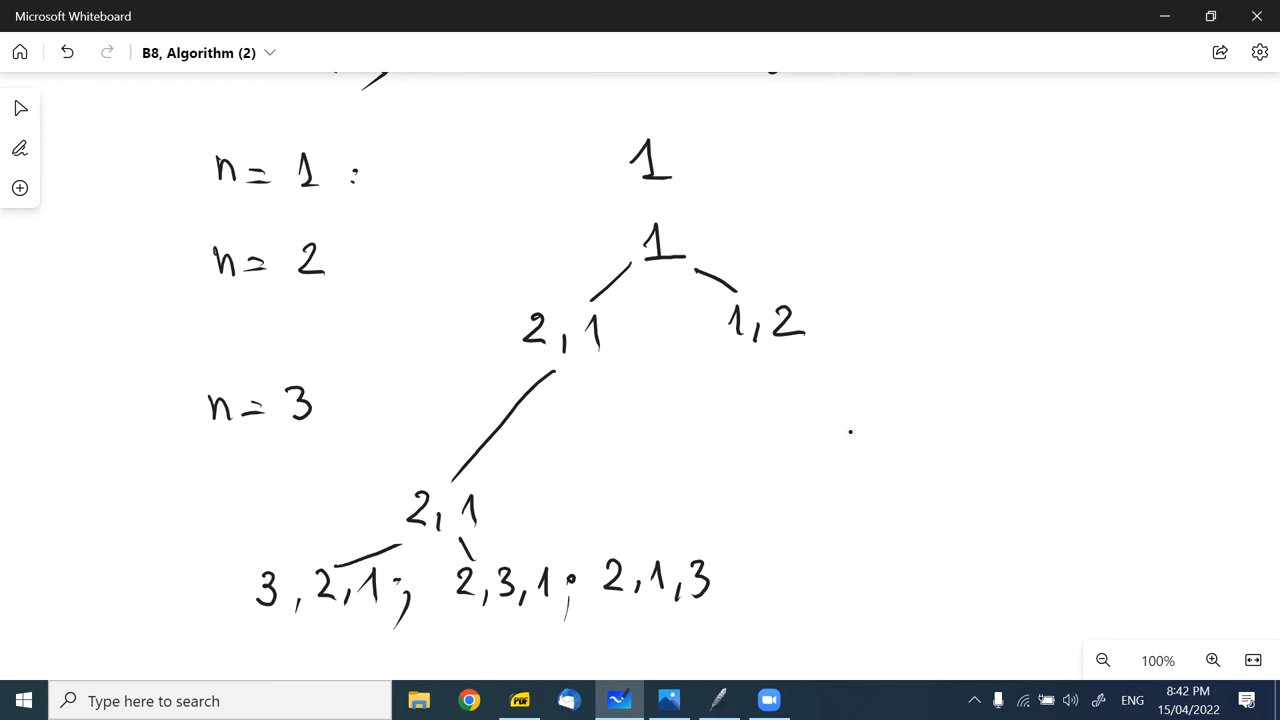 Microsoft Whiteboard
B8, Algorithm (2)
n = 1 : 1
n = 2 1
2, 1 1, 2
n = 3
2, 1
3, 2, 1; 2, 3, 1; 2, 1, 3
100%
Type here to search
PDF
ENG
8:42 PM
15/04/2022